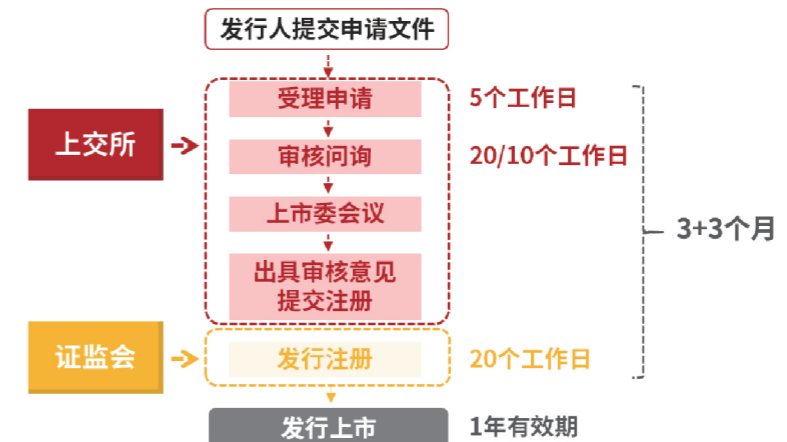 发行人提交申请文件
受理申请
5个工作日
上交所
审核问询
20/10个工作日
上市委会议
3+3个月
出具审核意见
提交注册
证监会
发行注册
20个工作日
发行上市
1年有效期